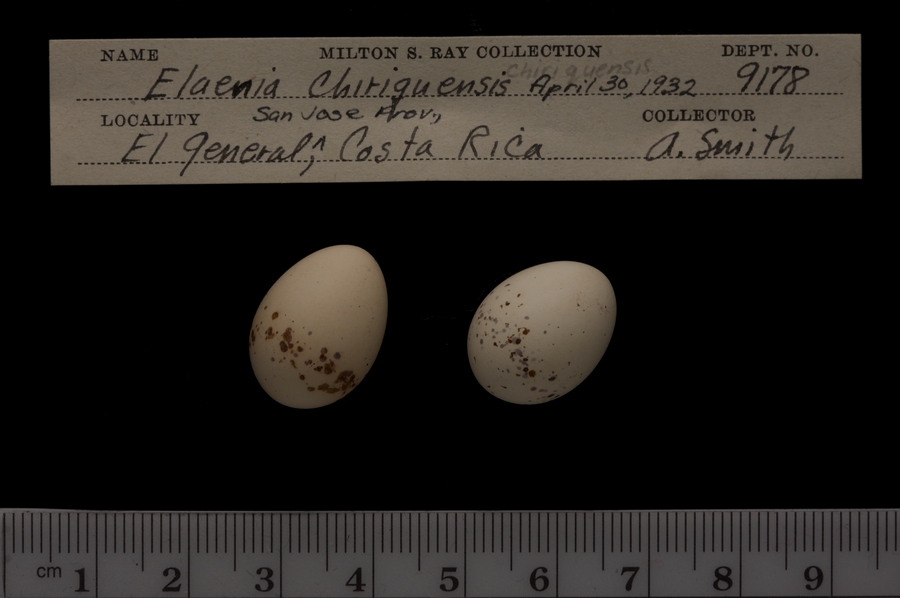 NAME MILTON S. RAY COLLECTION DEPT. NO.
chiriquensis
Elaenia Chiriquensis April 30, 1932 9178
LOCALITY San Jose Prov., COLLECTOR
El General,^ Costa Rica A. Smith
cm 1 2 3 4 5 6 7 8 9